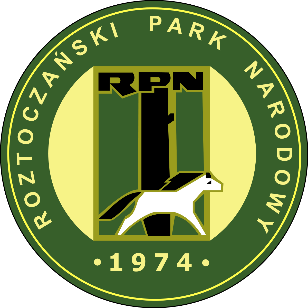 ROZTOCZAŃSKI PARK NARODOWY
RPN
• 1974 •